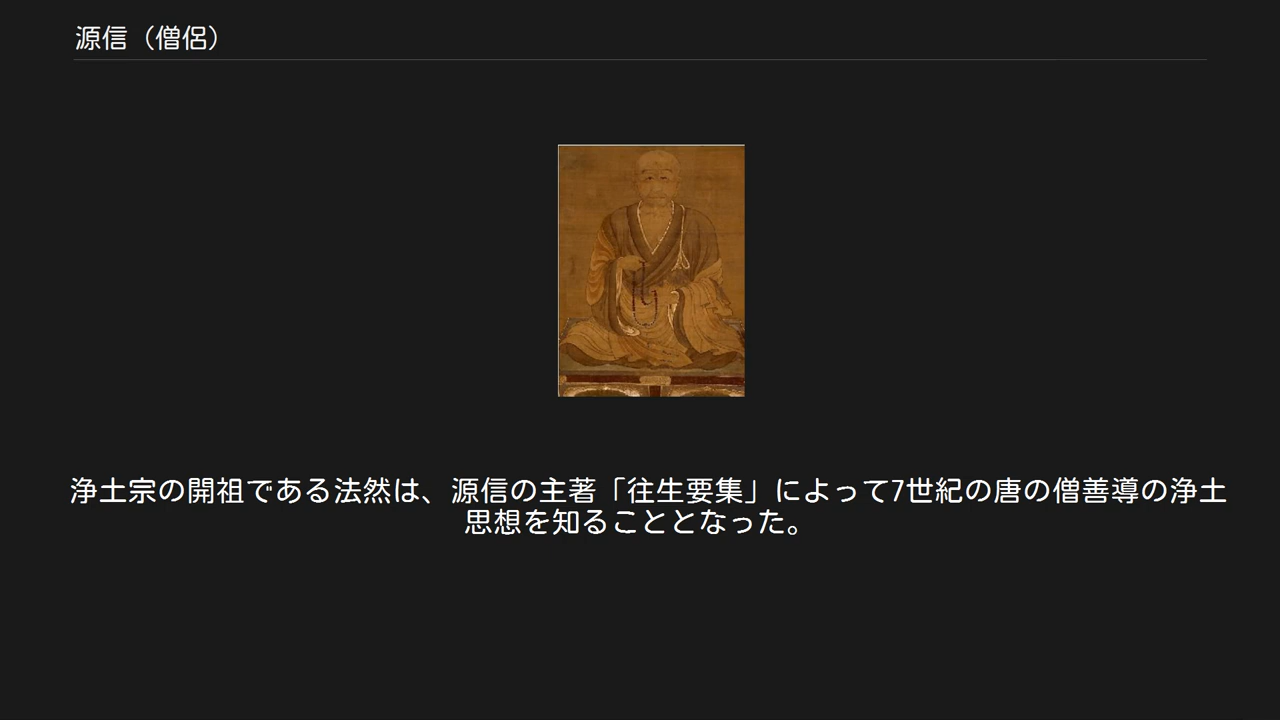 源信（僧侶）
浄土宗の開祖である法然は、源信の主著「往生要集」によって7世紀の唐の僧善導の浄土
思想を知ることとなった。